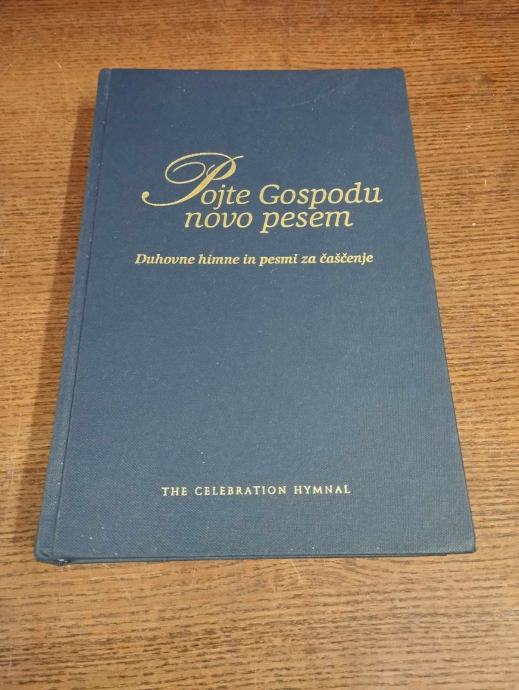 Pojte Gospodu
novo pesem
Duhovne himne in pesmi za čaščenje
THE CELEBRATION HYMNAL